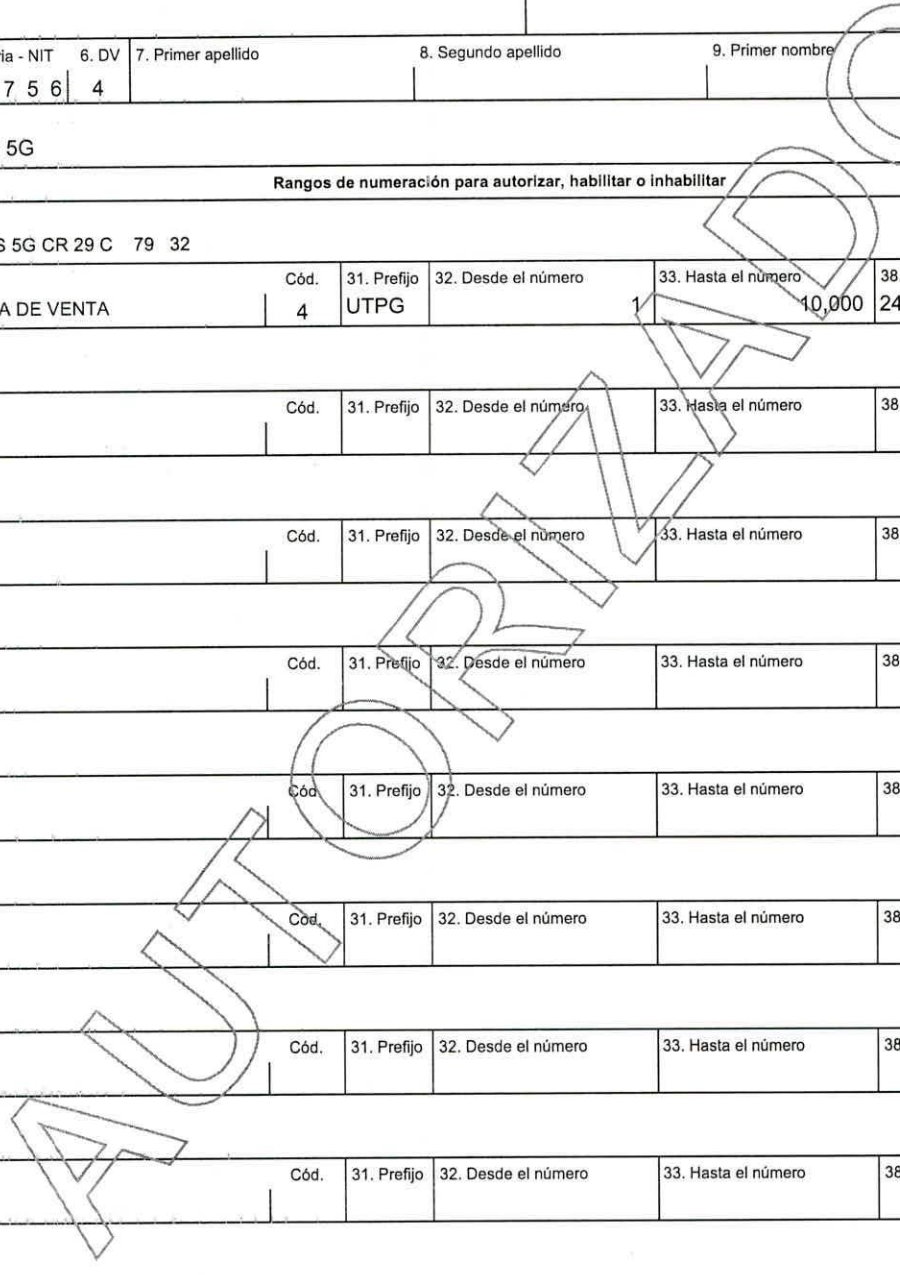 ria - NIT 6. DV 7. Primer apellido 8. Segundo apellido 9. Primer nombre
7 5 6 4
5G
Rangos de numeración para autorizar, habilitar o inhabilitar
S 5G CR 29 C 79 32
Cód. 31. Prefijo 32. Desde el número 33. Hasta el número 38.
A DE VENTA 4 UTPG 1 10,000 24
Cód. 31. Prefijo 32. Desde el número 33. Hasta el número 38
Cód. 31. Prefijo 32. Desde el número 33. Hasta el número 38
Cód. 31. Prefijo 32. Desde el número 33. Hasta el número 38
Cód 31. Prefijo 32. Desde el número 33. Hasta el número 38
Cód. 31. Prefijo 32. Desde el número 33. Hasta el número 38
Cód. 31. Prefijo 32. Desde el número 33. Hasta el número 38
Cód. 31. Prefijo 32. Desde el número 33. Hasta el número 38
AUTORIZADO